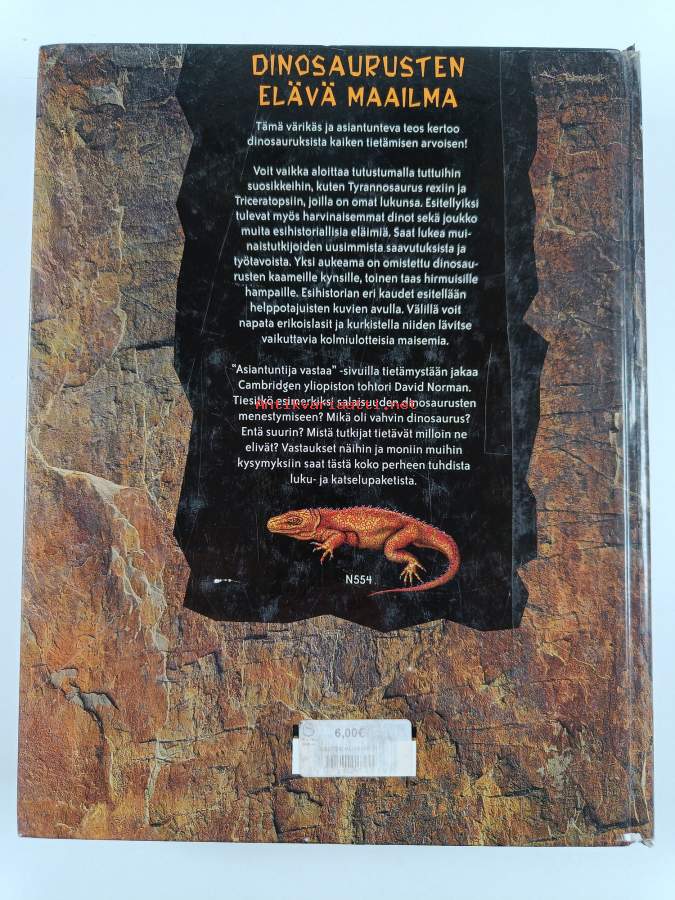 DINOSAURUSTEN
ELÄVÄ MAAILMA
Tämä värikäs ja asiantunteva teos kertoo
dinosauruksista kaiken tietämisen arvoisen!
Voit vaikka aloittaa tutustumalla tuttuihin
suosikkeihin, kuten Tyrannosaurus rexiin ja
Triceratopsiin, joilla on omat lukunsa. Esitellyiksi
tulevat myös harvinaisemmat dinot sekä joukko
muita esihistoriallisia eläimiä. Saat lukea mui-
naistutkijoiden uusimmista saavutuksista ja
työtavoista. Yksi aukeama on omistettu dinosau-
rusten kaameille kynsille, toinen taas hirmuisille
hampaille. Esihistorian eri kaudet esitellään
helppotajuisten kuvien avulla. Välillä voit
napata erikoislasit ja kurkistella niiden lävitse
vaikuttavia kolmiulotteisia maisemia.
"Asiantuntija vastaa" -sivuilla tietämystään jakaa
Cambridgen yliopiston tohtori David Norman.
Tiesitkö esimerkiksi salaisuuden dinosaurusten
Antikvariaatti.net
menestymiseen? Mikä oli vahvin dinosaurus?
Entä suurin? Mistä tutkijat tietävät milloin ne
elivät? Vastaukset näihin ja moniin muihin
kysymyksiin saat tästä koko perheen tuhdista
luku- ja katselupaketista.
N554
6,00€